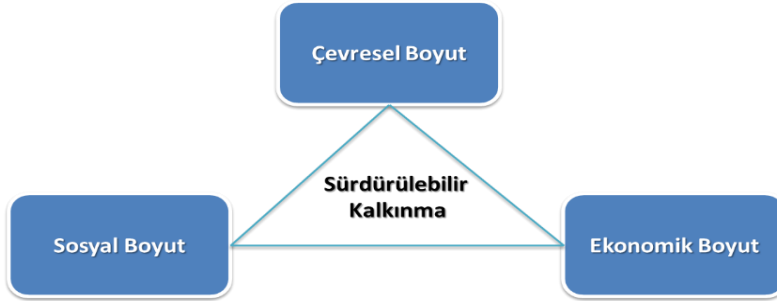 Çevresel Boyut
Sürdürülebilir
Kalkınma
Sosyal Boyut
Ekonomik Boyut